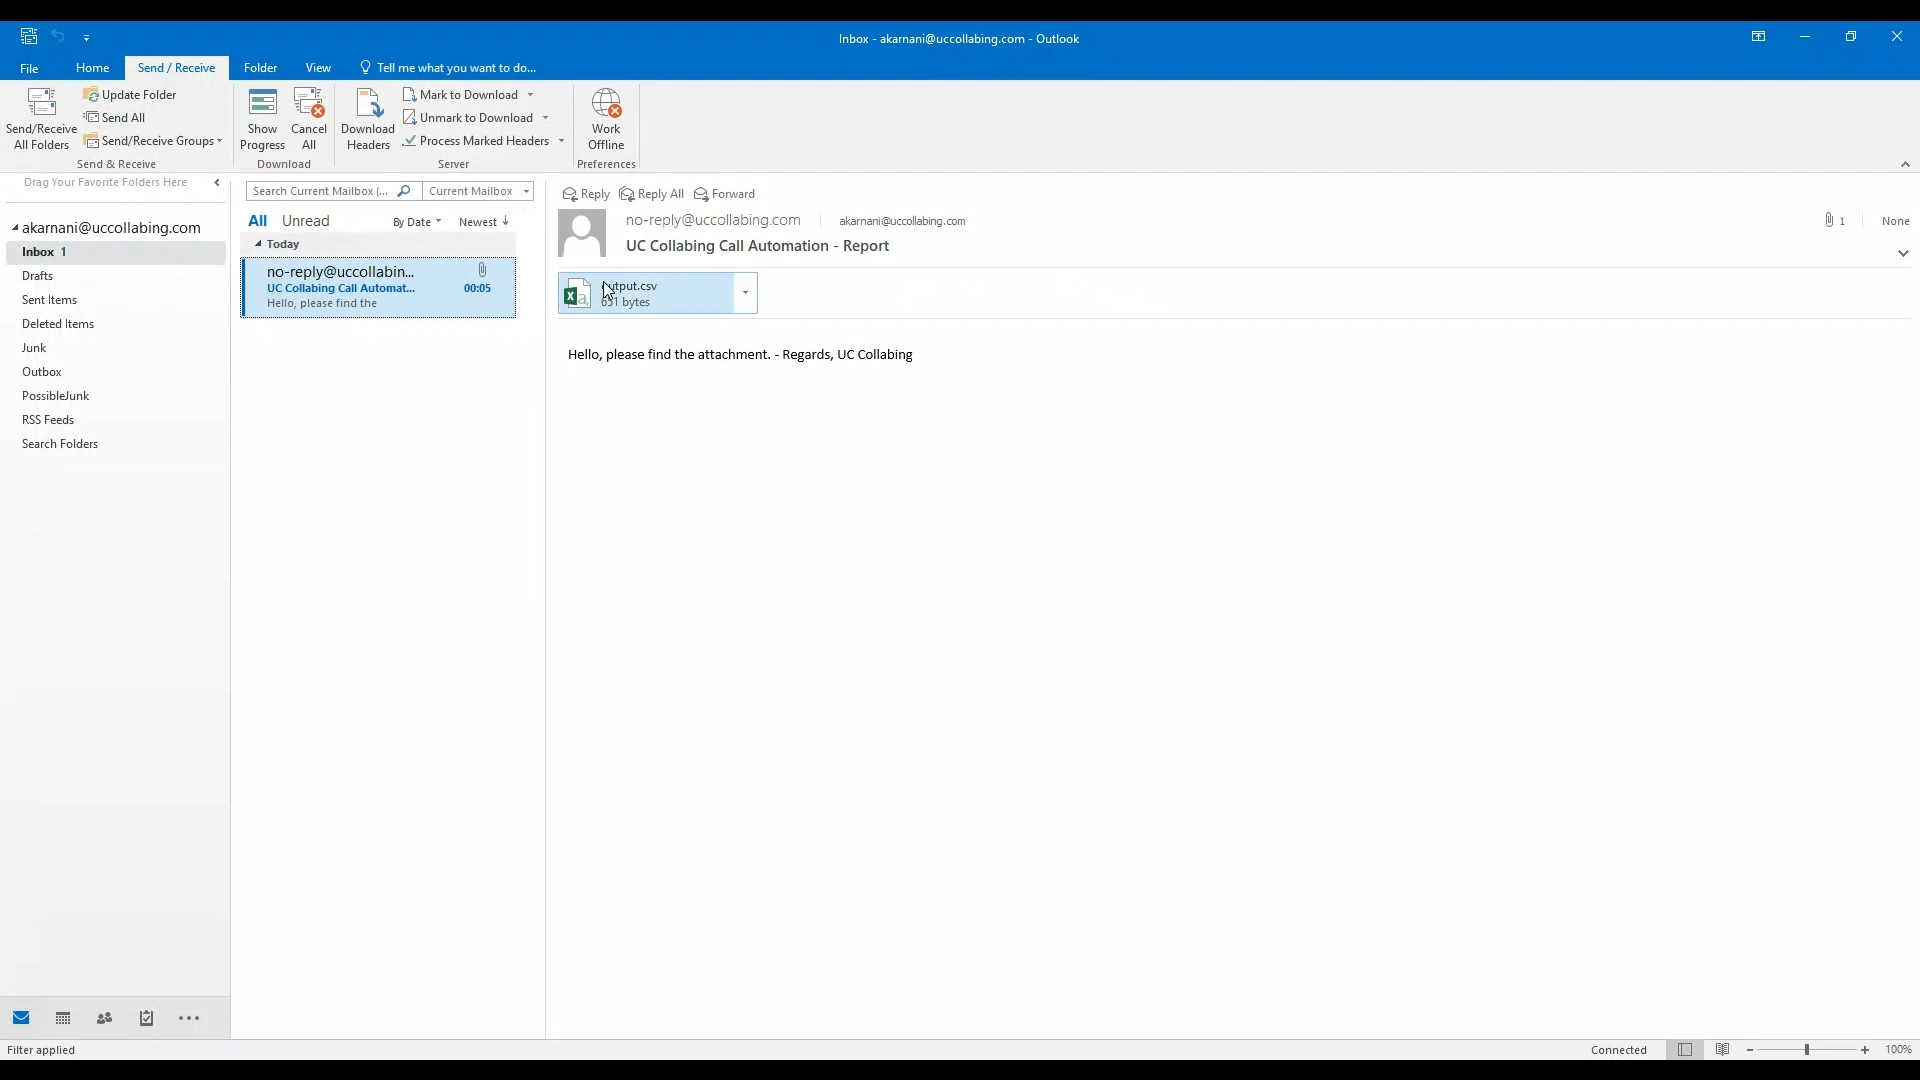 Inbox - akarnani@uccollabing.com - Outlook
File Home Send / Receive Folder View Tell me what you want to do...
Send/Receive All Folders
Update Folder
Send All
Send/Receive Groups
Send & Receive
Show Progress
Cancel All
Download
Download Headers
Mark to Download
Unmark to Download
Process Marked Headers
Server
Work Offline
Preferences
Drag Your Favorite Folders Here
akarnani@uccollabing.com
Inbox 1
Drafts
Sent Items
Deleted Items
Junk
Outbox
PossibleJunk
RSS Feeds
Search Folders
Search Current Mailbox (... Current Mailbox
All Unread By Date Newest
Today
no-reply@uccollabin...
UC Collabing Call Automat... 00:05
Hello, please find the
Reply Reply All Forward
no-reply@uccollabing.com akarnani@uccollabing.com 1 None
UC Collabing Call Automation - Report
output.csv
631 bytes
Hello, please find the attachment. - Regards, UC Collabing
Filter applied
Connected 100%